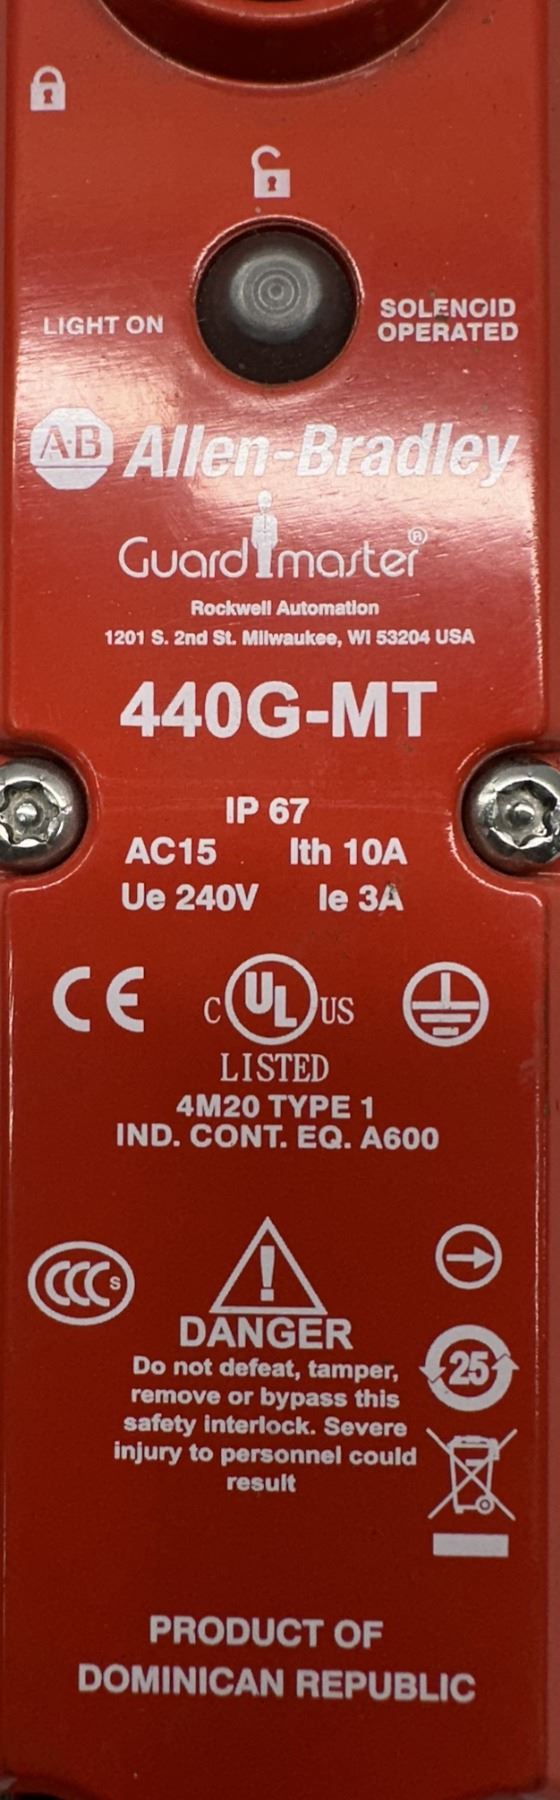 LIGHT ON
SOLENOID
OPERATED
AB Allen-Bradley
Guardmaster®
Rockwell Automation
1201 S. 2nd St. Milwaukee, WI 53204 USA
440G-MT
IP 67
AC15 Ith 10A
Ue 240V Ie 3A
CE C UL US
LISTED
4M20 TYPE 1
IND. CONT. EQ. A600
CCC S
DANGER
Do not defeat, tamper,
remove or bypass this
safety interlock. Severe
injury to personnel could
result
25
PRODUCT OF
DOMINICAN REPUBLIC